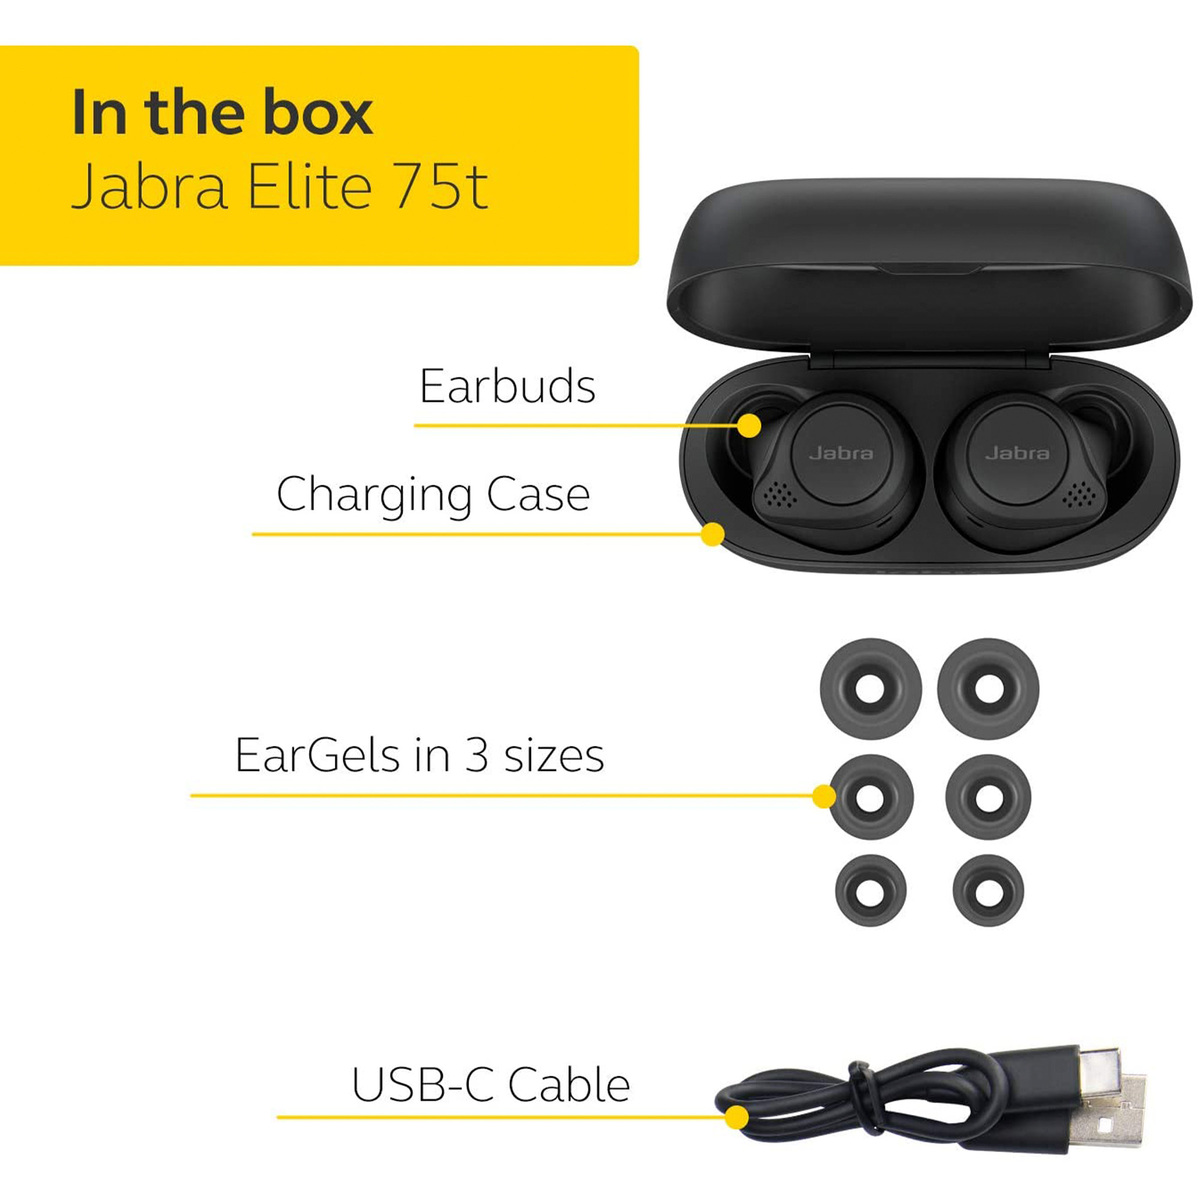 In the box
Jabra Elite 75t
Earbuds
Jabra
Jabra
Charging Case
EarGels in 3 sizes
USB-C Cable